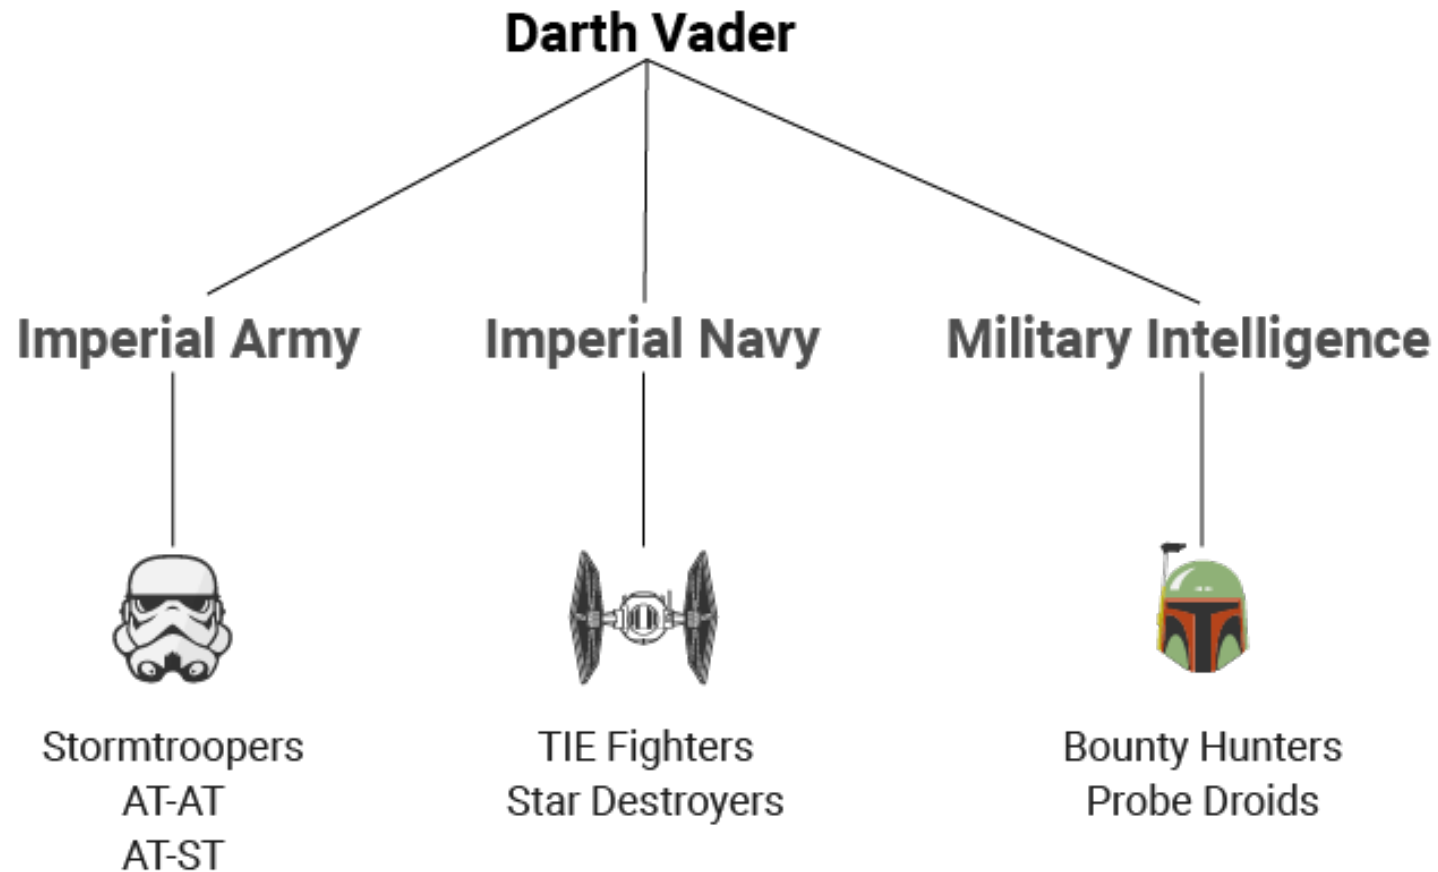 Darth Vader
Imperial Army
Imperial Navy
Military Intelligence
Stormtroopers
AT-AT
AT-ST
TIE Fighters
Star Destroyers
Bounty Hunters
Probe Droids